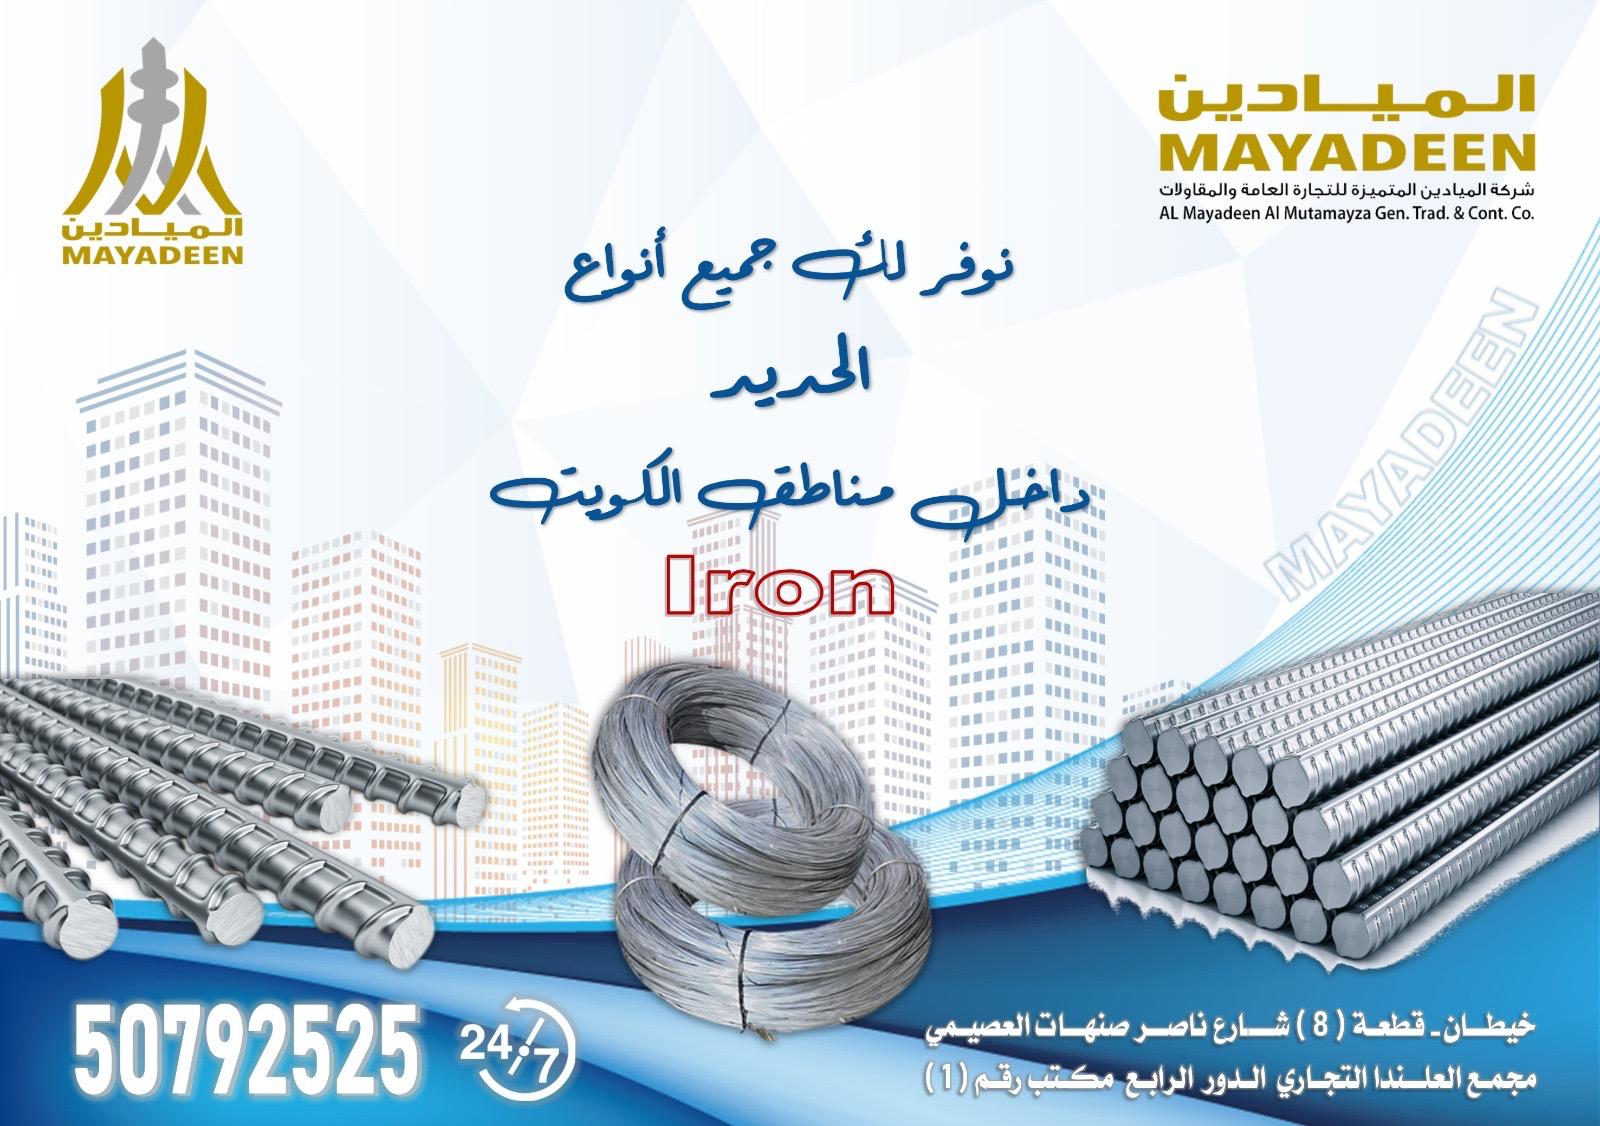 الميادين
MAYADEEN
الميادين
MAYADEEN
شركة الميادين المتميزة للتجارة العامة والمقاولات
AL Mayadeen Al Mutamayza Gen. Trad. & Cont. Co.
نوفر لك جميع أنواع
الحديد
داخل مناطق الكويت
Iron
MAYADEEN
50792525
24/7
خيطان - قطعة ( 8 ) شارع ناصر صنهات العصيمي
مجمع العلندا التجاري الدور الرابع مكتب رقم ( 1 )